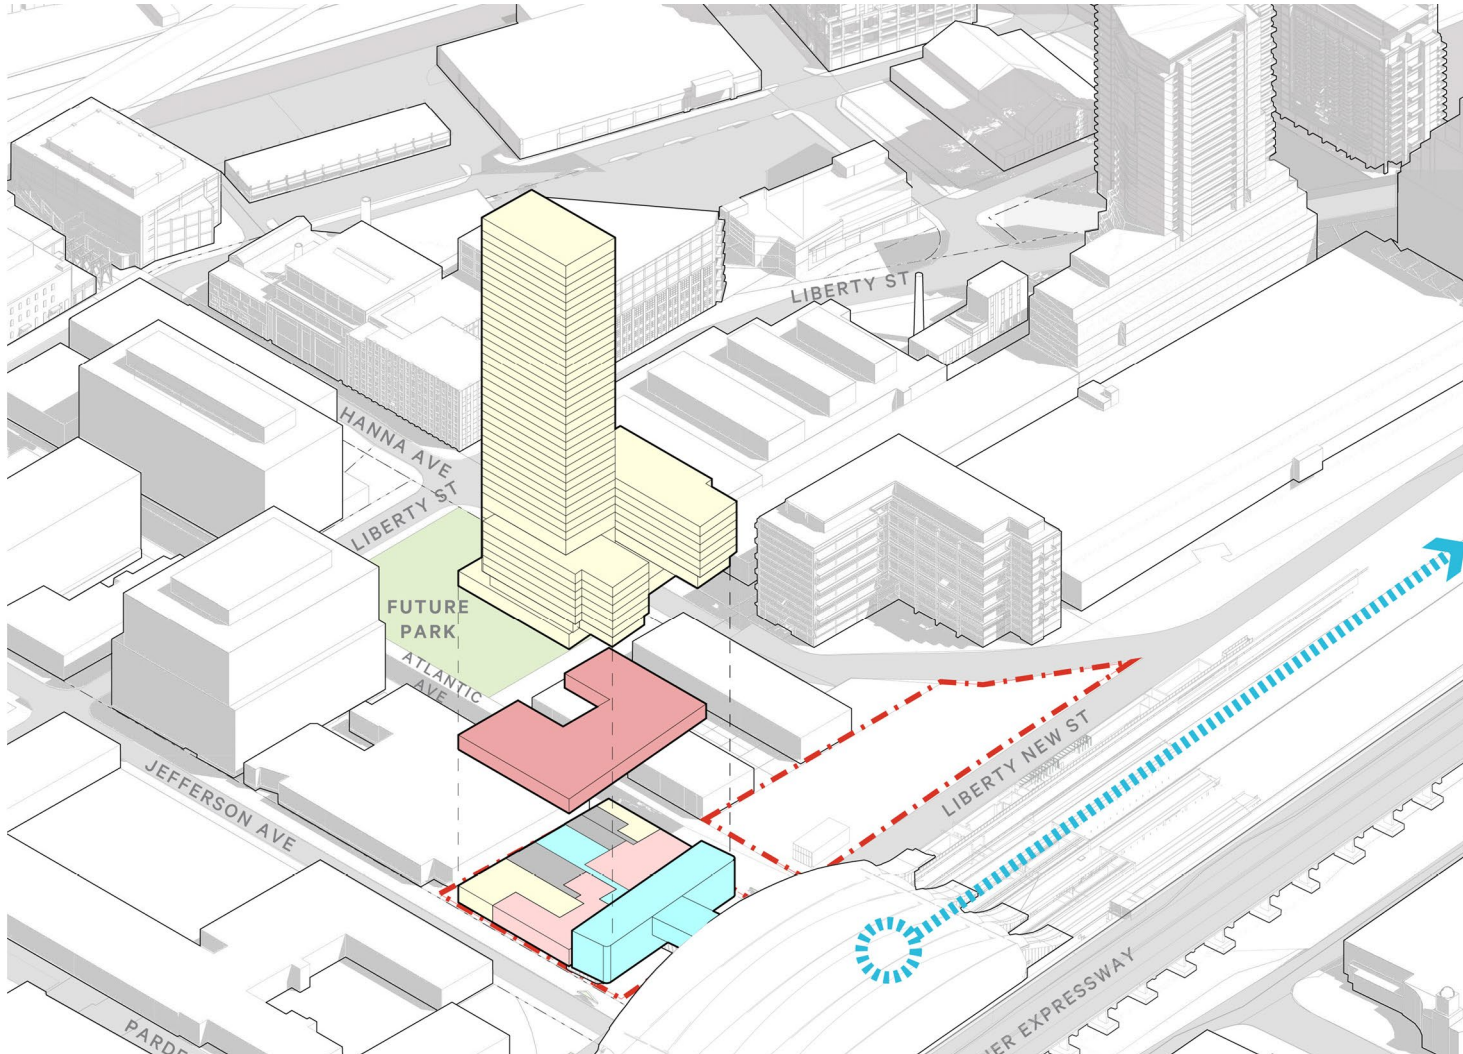 LIBERTY ST
HANNA AVE
LIBERTY ST
FUTURE
PARK
ATLANTIC
AVE
LIBERTY NEW ST
JEFFERSON AVE
EXPRESSWAY